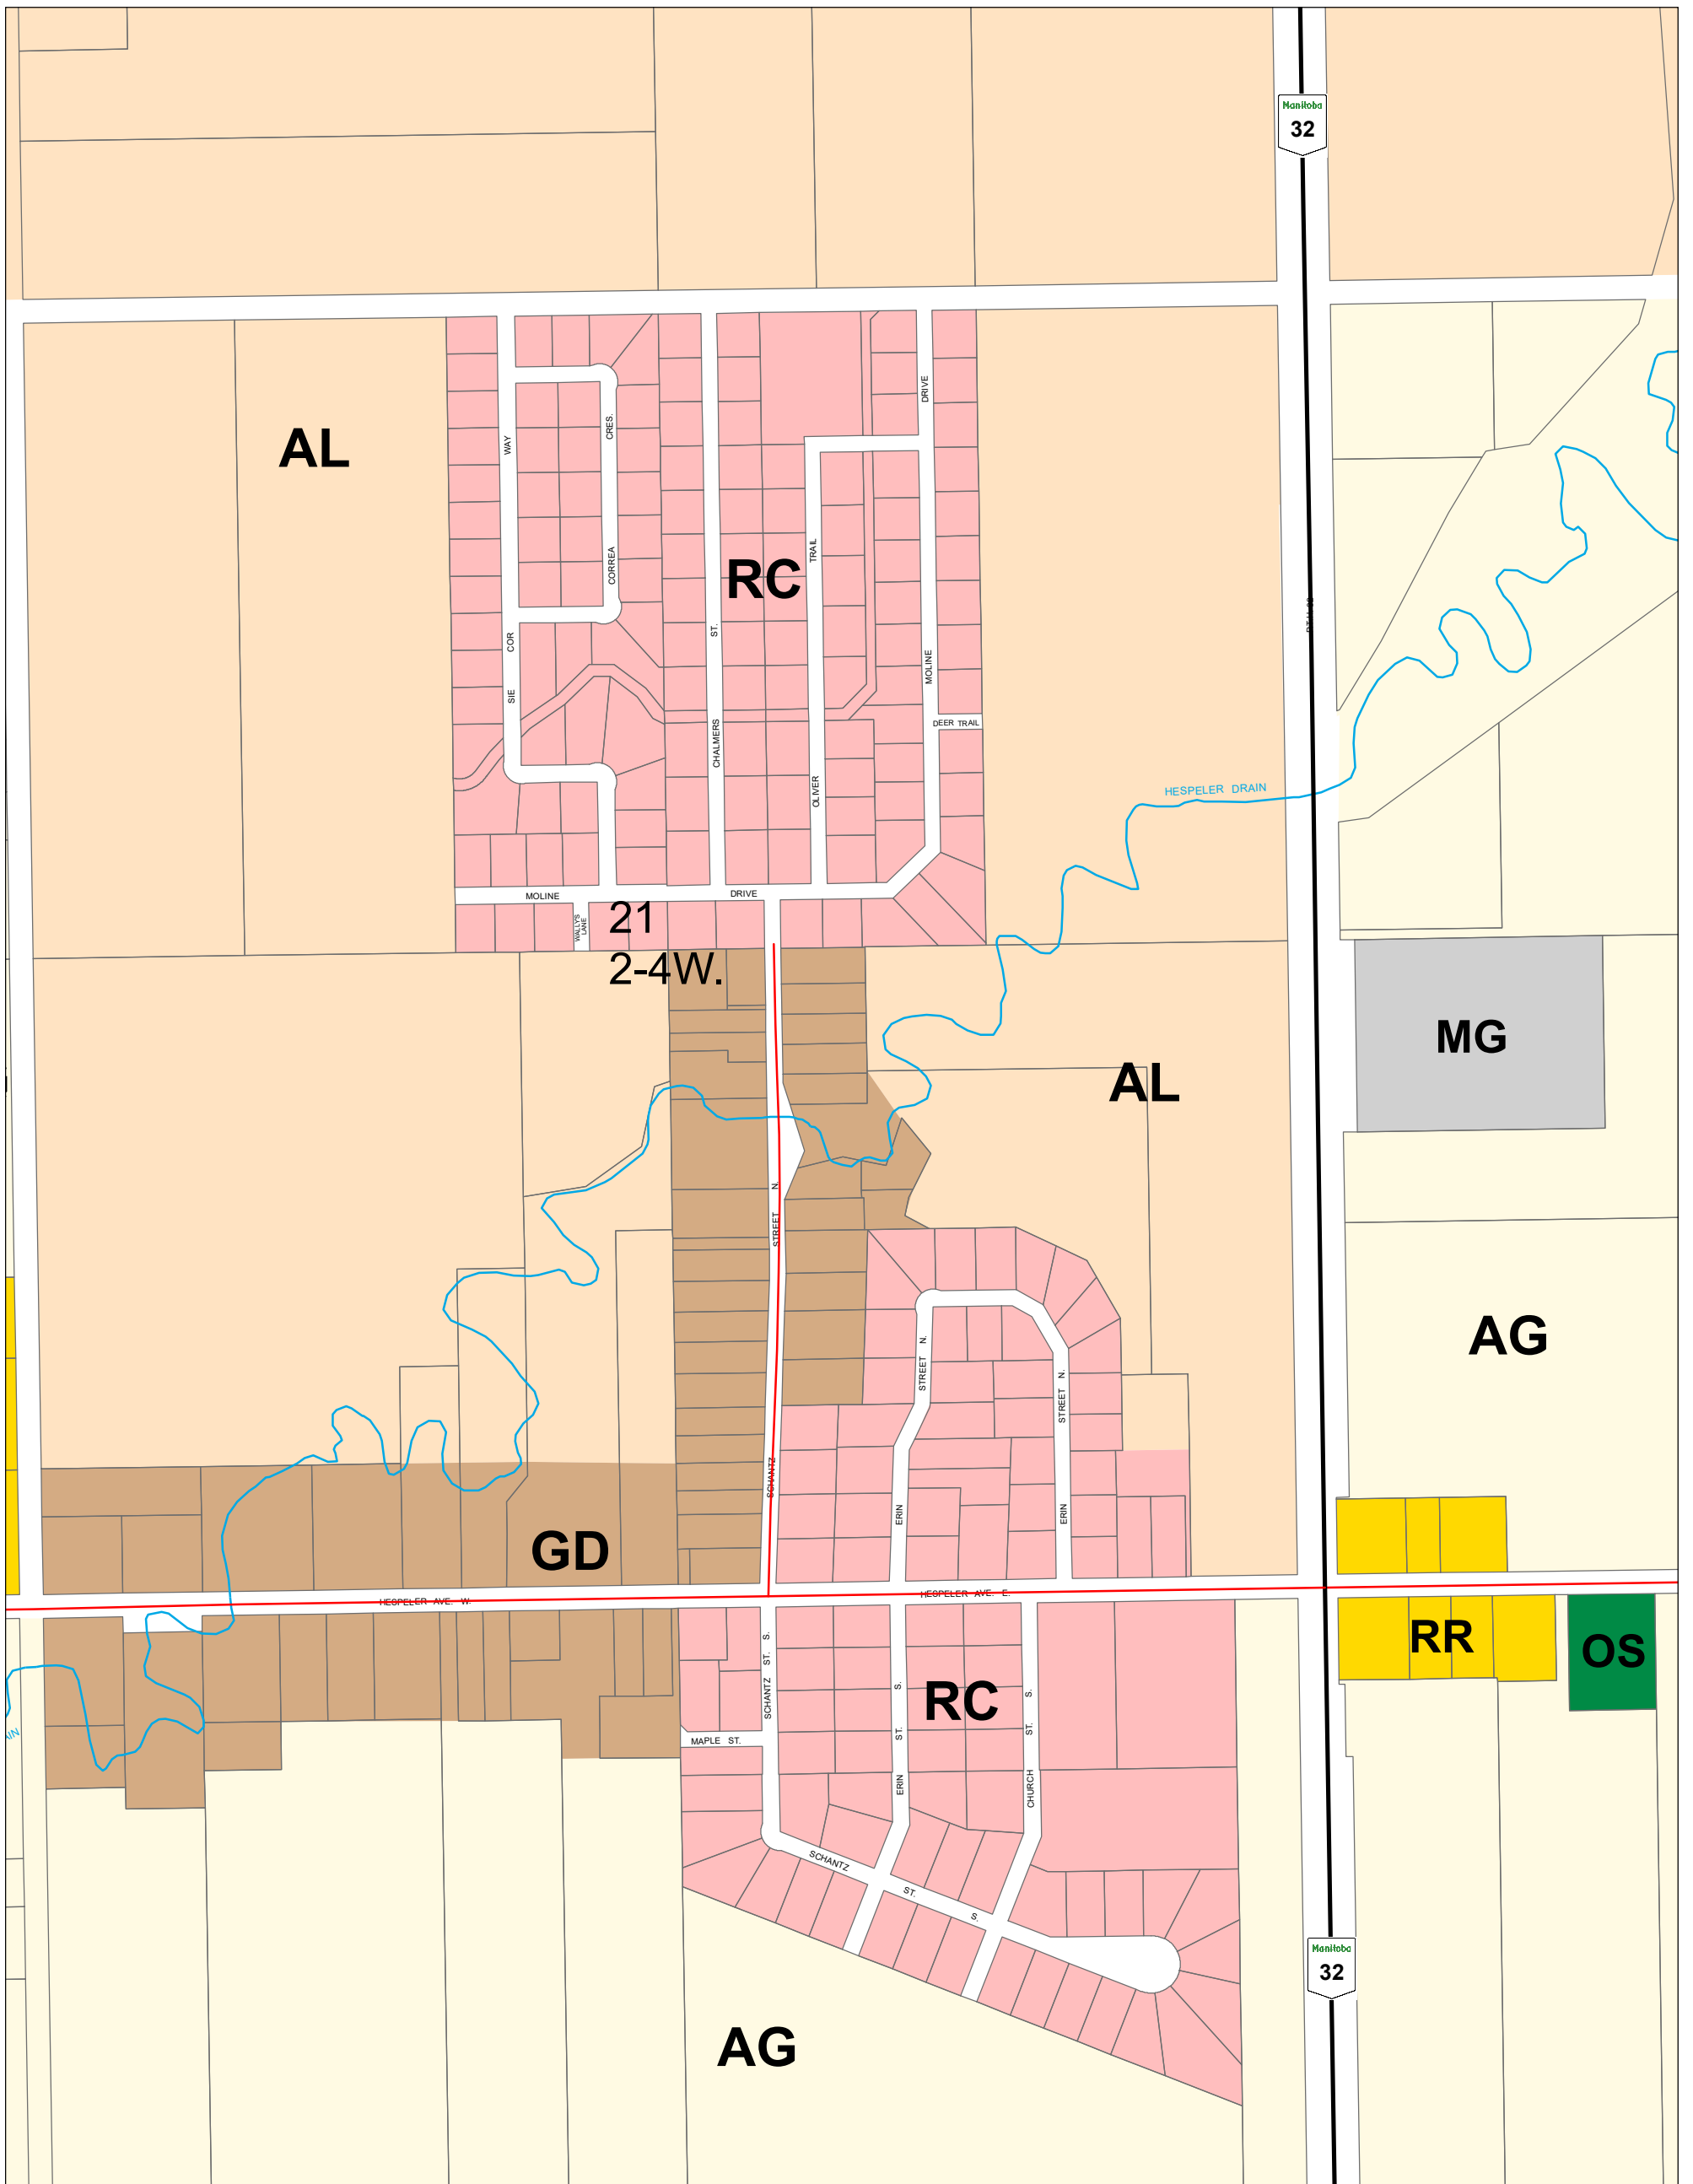 Manitoba
32
AL
WAY
CRES.
DRIVE
CORREA
TRAIL
RC
COR
ST.
MOLINE
SIE
CHALMERS
DEER TRAIL
OLIVER
HESPELER DRAIN
MOLINE
DRIVE
WALLY'S
LANE
21
2-4W.
MG
AL
STREET N.
AG
STREET N.
STREET N.
SCHANTZ
ERIN
ERIN
GD
HESPELER AVE. W.
HESPELER AVE. E.
RR
OS
SCHANTZ ST. S.
ERIN ST. S.
RC
CHURCH ST. S.
MAPLE ST.
SCHANTZ ST. S.
Manitoba
32
AG